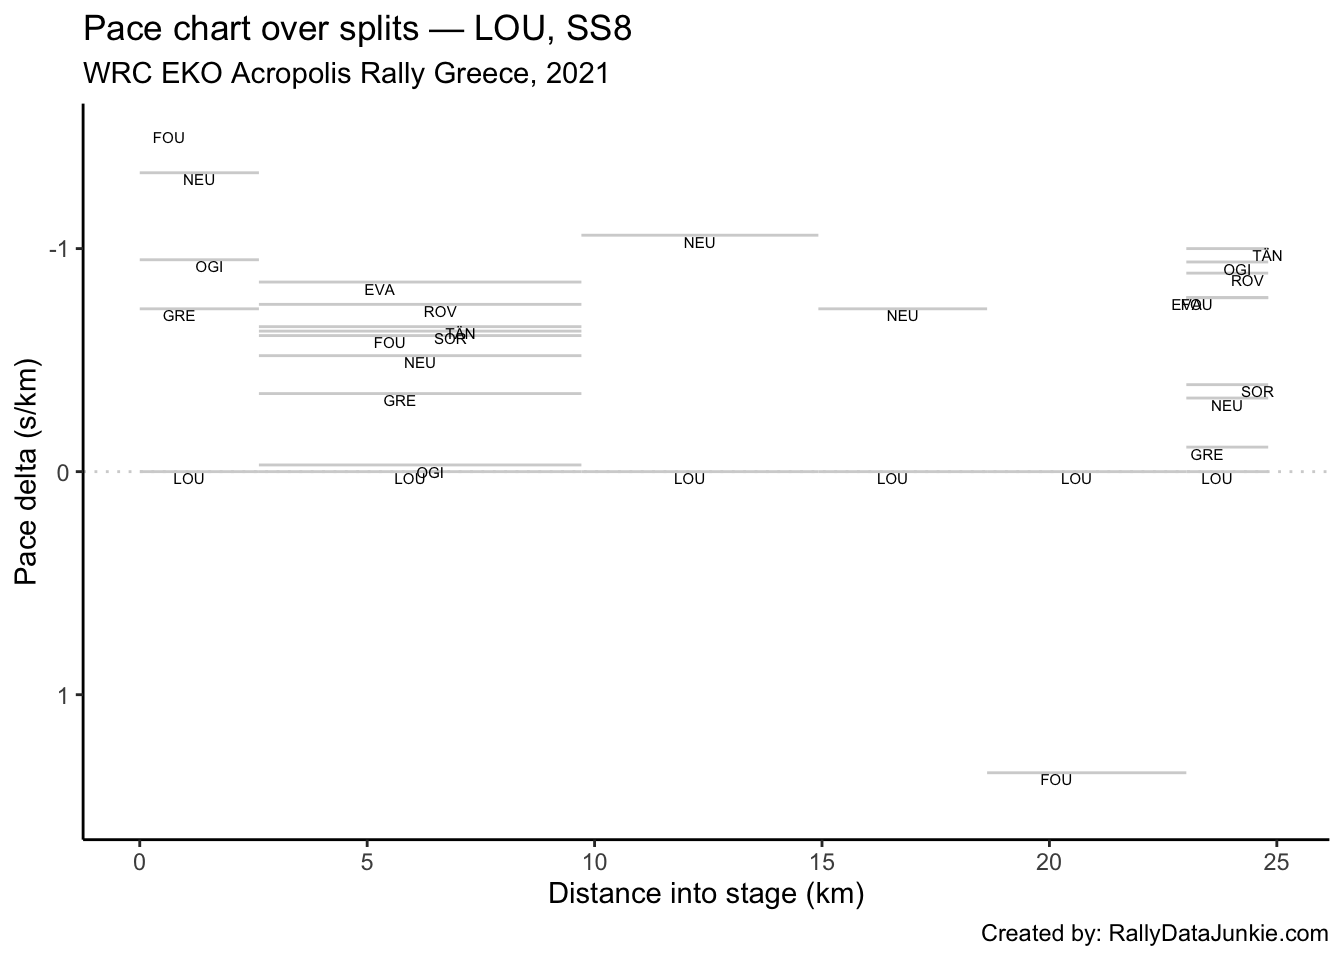 Pace chart over splits — LOU, SS8
WRC EKO Acropolis Rally Greece, 2021
FOU
NEU
-1
NEU
TÄN
OGI
OGI
ROV
EVA
EVA
FOU
ROV
GRE
NEU
TÄN
SOR
FOU
NEU
SOR
GRE
NEU
GRE
0
OGI
LOU
LOU
LOU
LOU
LOU
LOU
Pace delta (s/km)
1
FOU
0 5 10 15 20 25
Distance into stage (km)
Created by: RallyDataJunkie.com